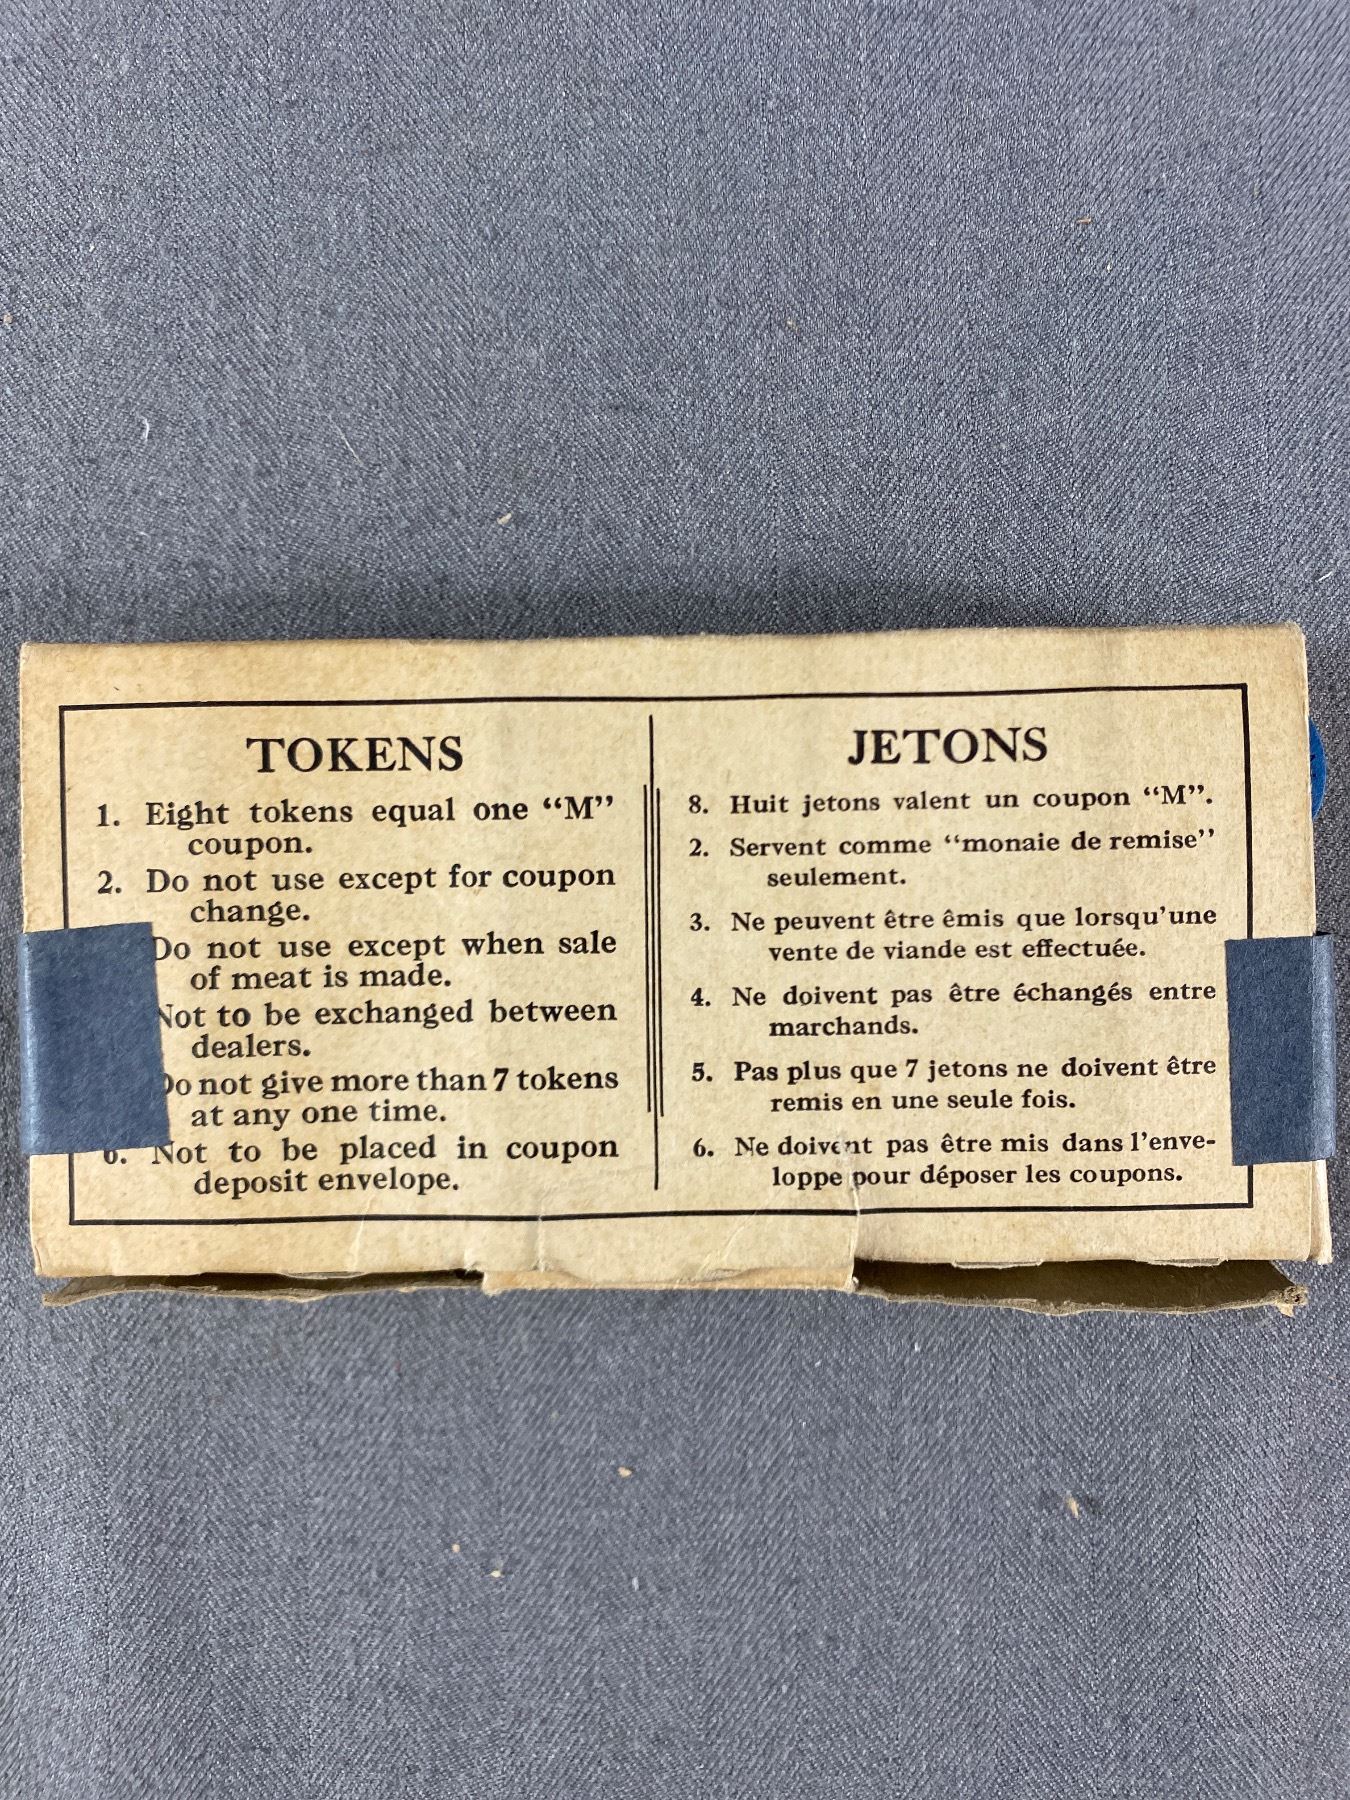 TOKENS
1. Eight tokens equal one “M”
coupon.
2. Do not use except for coupon
change.
Do not use except when sale
of meat is made.
Not to be exchanged between
dealers.
Do not give more than 7 tokens
at any one time.
6. Not to be placed in coupon
deposit envelope.
JETONS
8. Huit jetons valent un coupon “M”.
2. Servent comme “monaie de remise”
seulement.
3. Ne peuvent être êmis que lorsqu'une
vente de viande est effectuée.
4. Ne doivent pas être échangés entre
marchands.
5. Pas plus que 7 jetons ne doivent être
remis en une seule fois.
6. Ne doivent pas être mis dans l'enve-
loppe pour déposer les coupons.